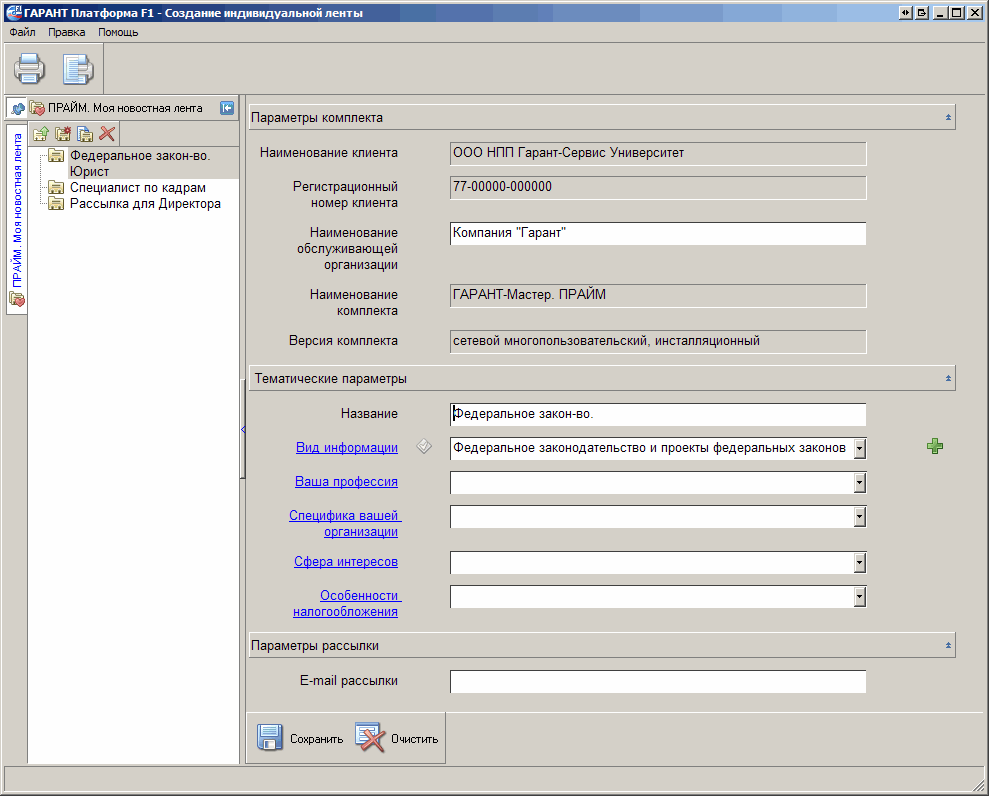 ГАРАНТ Платформа F1 - Создание индивидуальной ленты
Файл Правка Помощь
ПРАЙМ. Моя новостная лента
ПРАЙМ. Моя новостная лента
Федеральное закон-во.
Юрист
Специалист по кадрам
Рассылка для Директора
Параметры комплекта
Наименование клиента ООО НПП Гарант-Сервис Университет
Регистрационный 77-00000-000000
номер клиента
Наименование Компания "Гарант"
обслуживающей
организации
Наименование ГАРАНТ-Мастер. ПРАЙМ
комплекта
Версия комплекта сетевой многопользовательский, инсталляционный
Тематические параметры
Название Федеральное закон-во.
Вид информации Федеральное законодательство и проекты федеральных законов
Ваша профессия
Специфика вашей
организации
Сфера интересов
Особенности
налогообложения
Параметры рассылки
E-mail рассылки
Сохранить Очистить